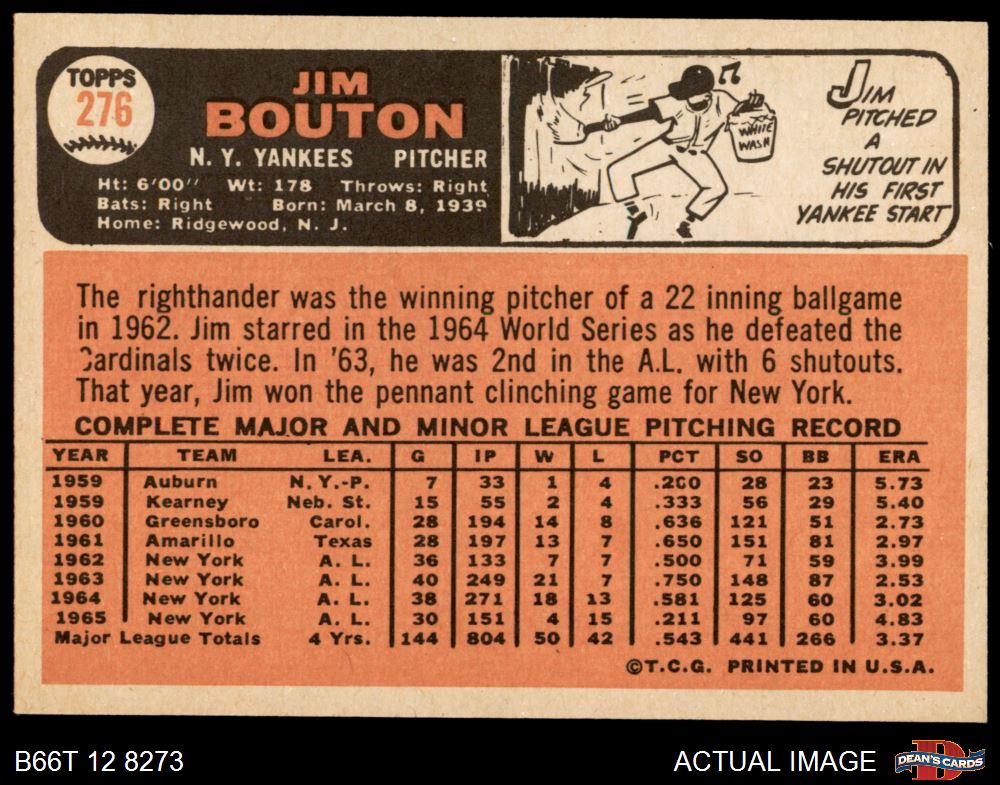 TOPPS
276
JIM
BOUTON
N. Y. YANKEES PITCHER
Ht: 6'00" Wt: 178 Throws: Right
Bats: Right Born: March 8, 1939
Home: Ridgewood, N. J.
WHITE
WASH
JIM
PITCHED
A
SHUTOUT IN
HIS FIRST
YANKEE START
The righthander was the winning pitcher of a 22 inning ballgame
in 1962. Jim starred in the 1964 World Series as he defeated the
Cardinals twice. In '63, he was 2nd in the A.L. with 6 shutouts.
That year, Jim won the pennant clinching game for New York.
COMPLETE MAJOR AND MINOR LEAGUE PITCHING RECORD
YEAR TEAM LEA. G IP W L PCT SO BB ERA
1959 Auburn N.Y.-P. 7 33 1 4 .200 28 23 5.73
1959 Kearney Neb. St. 15 55 2 4 .333 56 29 5.40
1960 Greensboro Carol. 28 194 14 8 .636 121 51 2.73
1961 Amarillo Texas 28 197 13 7 .650 151 81 2.97
1962 New York A. L. 36 133 7 7 .500 71 59 3.99
1963 New York A. L. 40 249 21 7 .750 148 87 2.53
1964 New York A. L. 38 271 18 13 .581 125 60 3.02
1965 New York A. L. 30 151 4 15 .211 97 60 4.83
Major League Totals 4 Yrs. 144 804 50 42 .543 441 266 3.37
©T.C.G. PRINTED IN U.S.A.
B66T 12 8273
ACTUAL IMAGE
DEAN'S CARDS